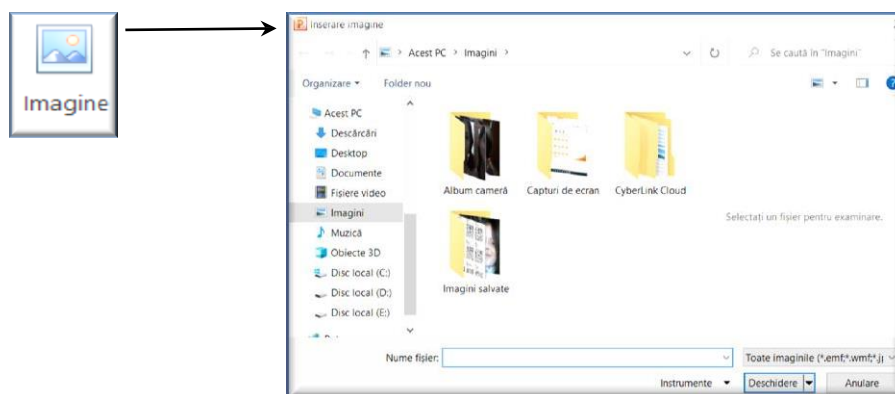 Imagine
Inserare imagine
Acest PC > Imagini >
Se caută în "Imagini"
Organizare
Folder nou
Acest PC
Descărcări
Desktop
Documente
Fișiere video
Imagini
Muzică
Obiecte 3D
Disc local (C:)
Disc local (D:)
Disc local (E:)
Album cameră
Capturi de ecran
CyberLink Cloud
Imagini salvate
Selectați un fișier pentru examinare.
Nume fișier:
Toate imaginile (*.emf;*.wmf;*.j
Instrumente
Deschidere
Anulare